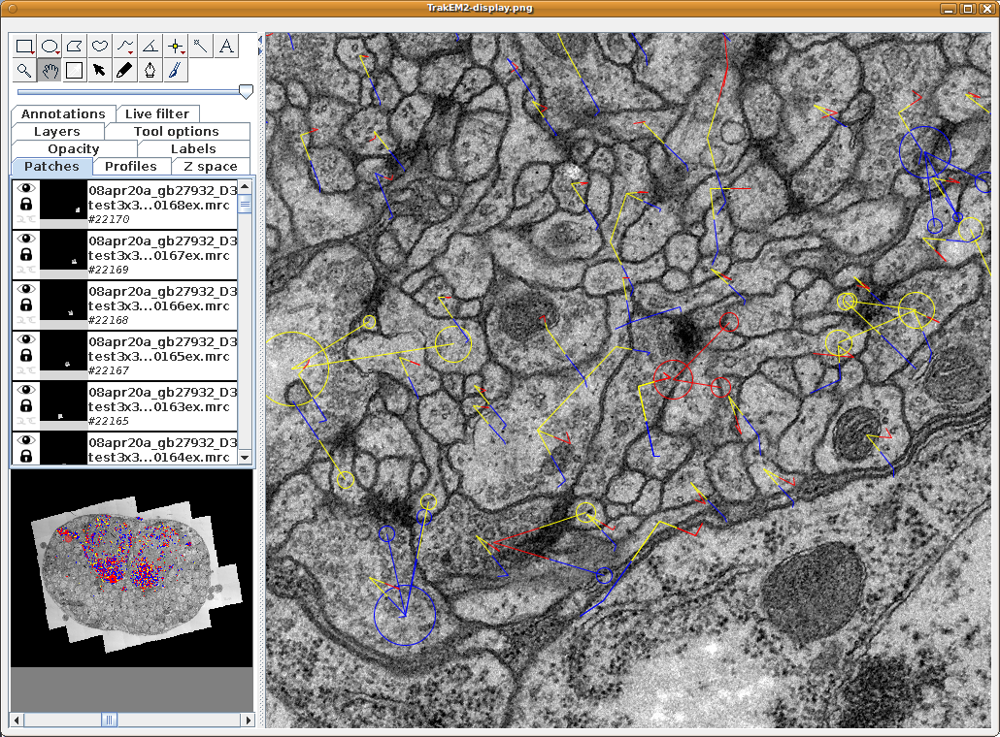 TrakEM2-display.png
A
Annotations Live filter
Layers Tool options
Opacity Labels
Patches Profiles Z space
08apr20a_gb27932_D3
test3x3...0168ex.mrc
#22170
08apr20a_gb27932_D3
test3x3...0167ex.mrc
#22169
08apr20a_gb27932_D3
test3x3...0166ex.mrc
#22168
08apr20a_gb27932_D3
test3x3...0165ex.mrc
#22167
08apr20a_gb27932_D3
test3x3...0163ex.mrc
#22165
08apr20a_gb27932_D3
test3x3...0164ex.mrc